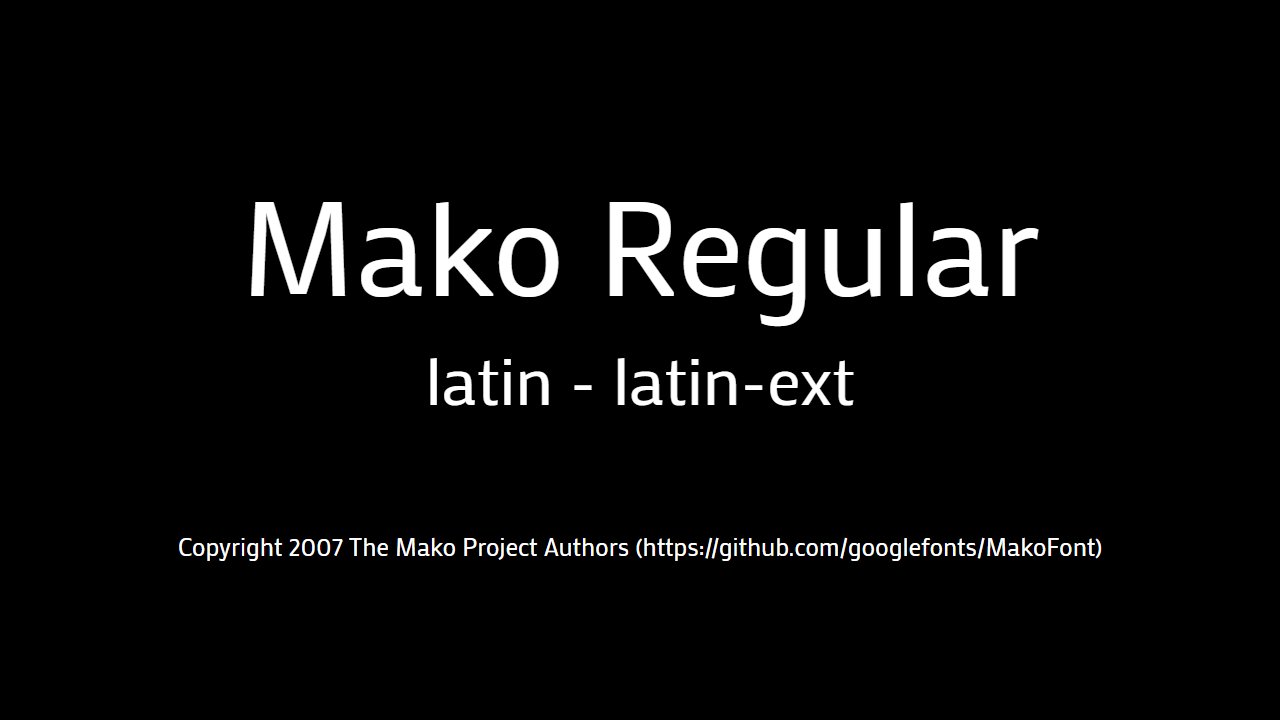 Mako Regular
latin - latin-ext
Copyright 2007 The Mako Project Authors (https://github.com/googlefonts/MakoFont)